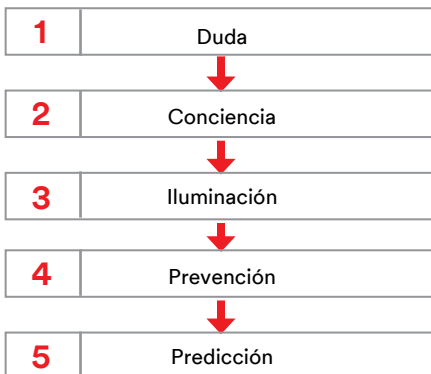 1 Duda
2 Conciencia
3 Iluminación
4 Prevención
5 Predicción